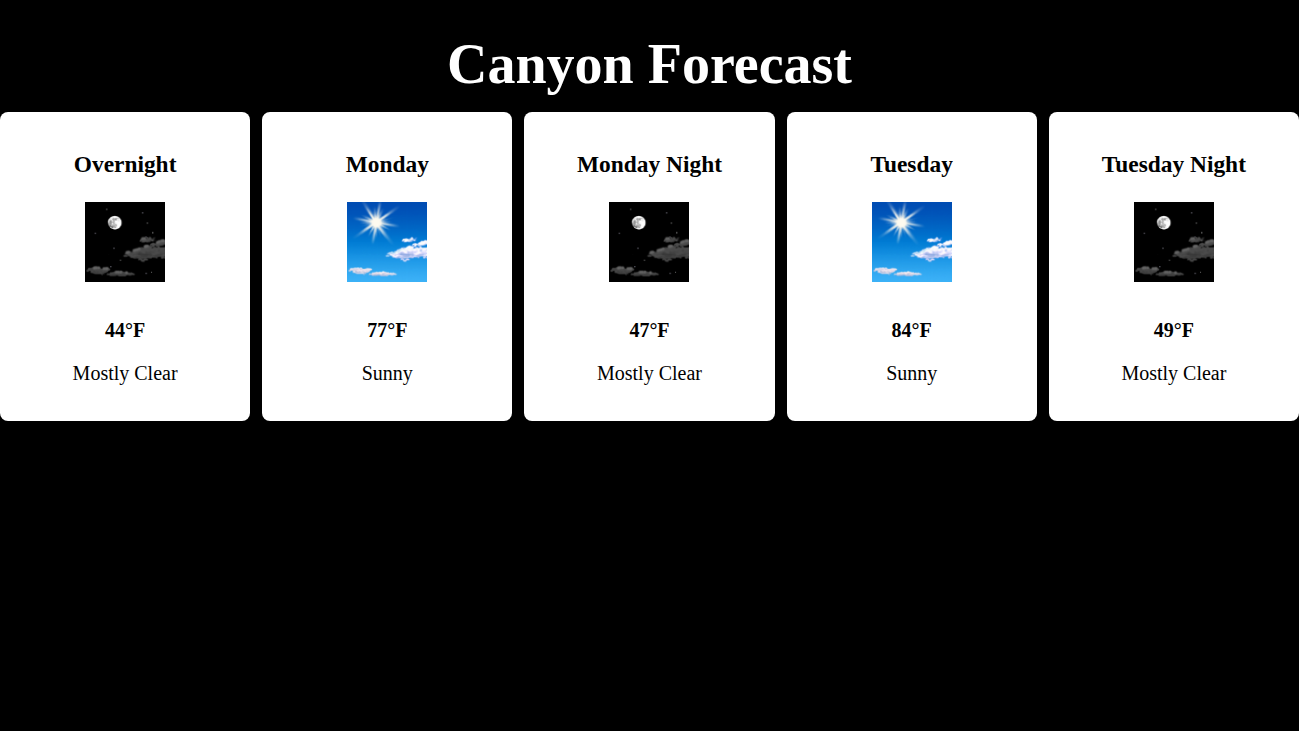 Canyon Forecast
Overnight
44°F
Mostly Clear
Monday
77°F
Sunny
Monday Night
47°F
Mostly Clear
Tuesday
84°F
Sunny
Tuesday Night
49°F
Mostly Clear